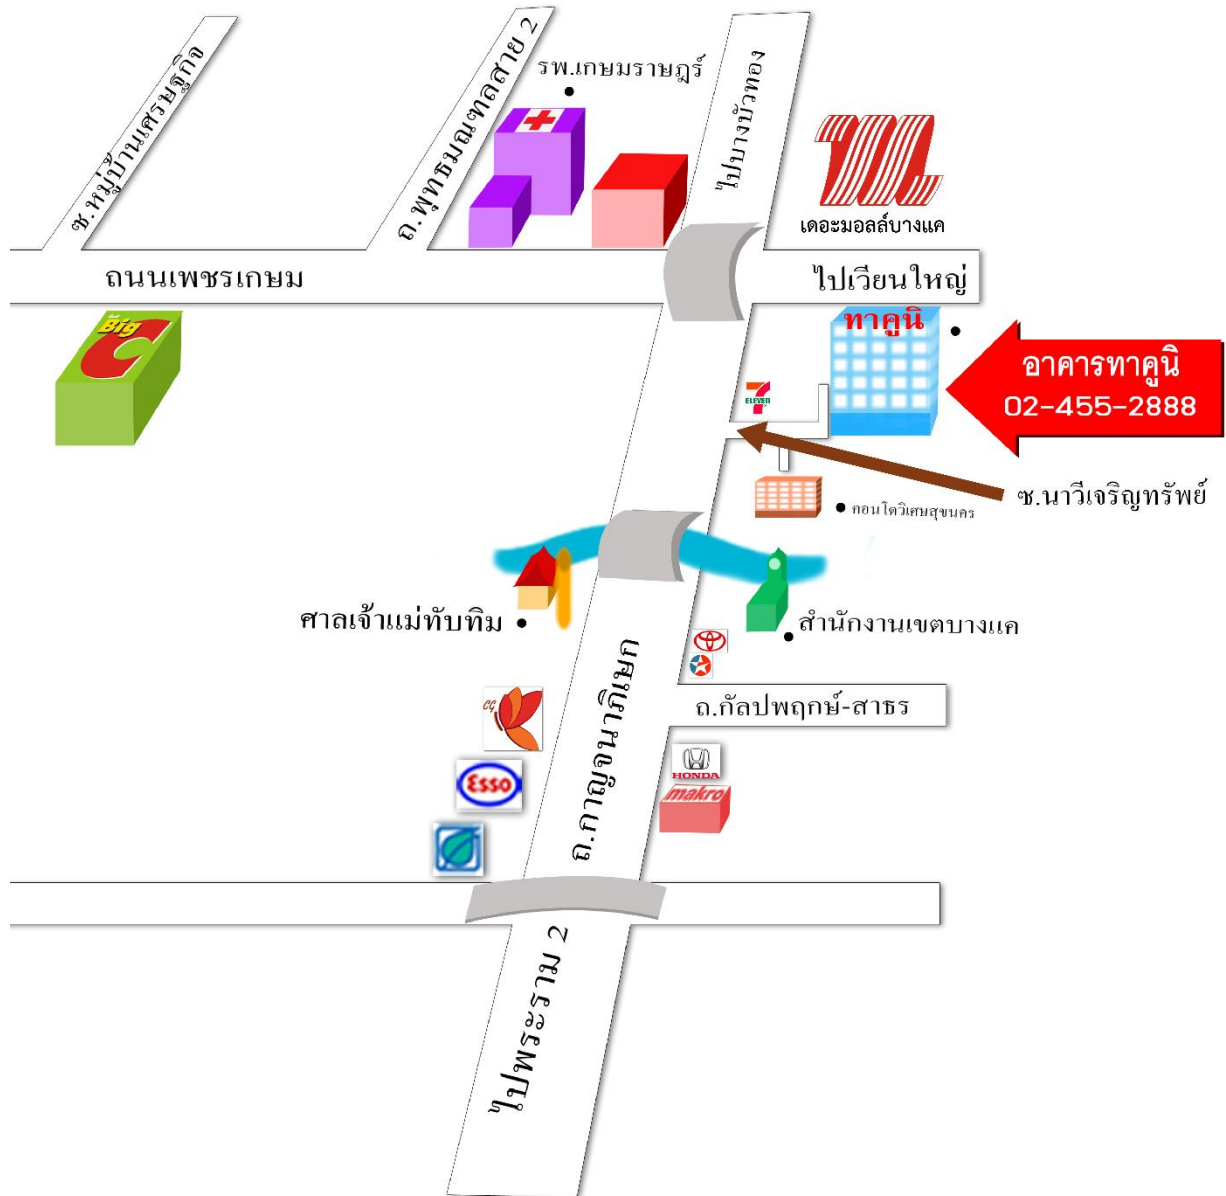 ซ.หมู่บ้านเศรษฐกิจ
ถ.พุทธมณฑลสาย 2
รพ.เกษมราษฎร์
ไปบางบัวทอง
เดอะมอลล์บางแค
ถนนเพชรเกษม
ไปเวียนใหญ่
Big C
ทาคูนิ
อาคารทาคูนิ
02-455-2888
7
ELEVEN
ซ.นาวีเจริญทรัพย์
คอนโดวิเศษสุขนคร
ศาลเจ้าแม่ทับทิม
สำนักงานเขตบางแค
ถ.กัลปพฤกษ์-สาธร
CG
ถ.กาญจนาภิเษก
HONDA
Esso
makro
ไปพระราม 2